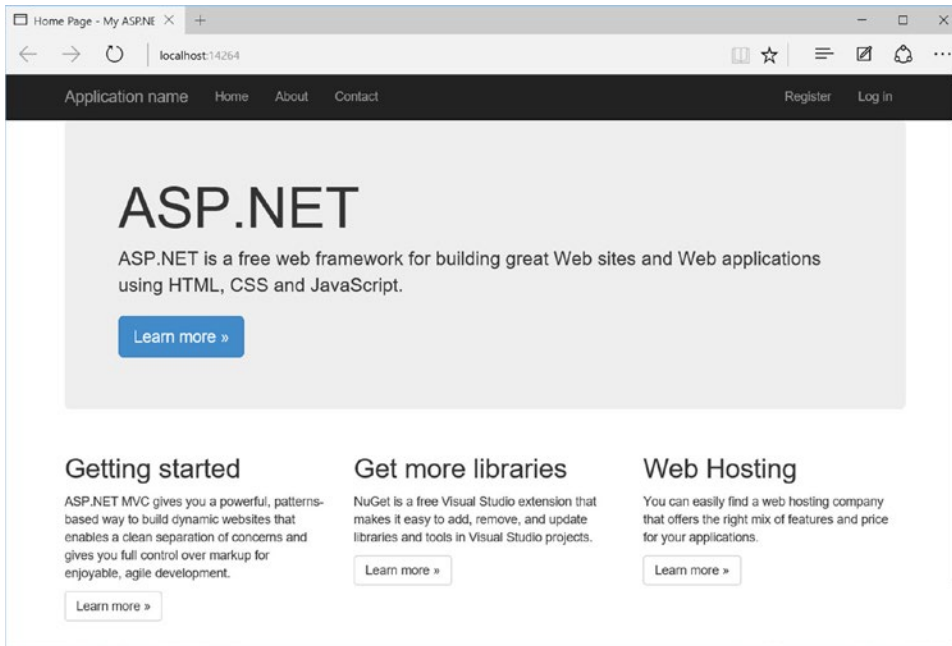 Home Page - My ASP.NE
localhost:14264
Application name Home About Contact Register Log in
ASP.NET
ASP.NET is a free web framework for building great Web sites and Web applications
using HTML, CSS and JavaScript.
Learn more »
Getting started
ASP.NET MVC gives you a powerful, patterns-
based way to build dynamic websites that
enables a clean separation of concerns and
gives you full control over markup for
enjoyable, agile development.
Learn more »
Get more libraries
NuGet is a free Visual Studio extension that
makes it easy to add, remove, and update
libraries and tools in Visual Studio projects.
Learn more »
Web Hosting
You can easily find a web hosting company
that offers the right mix of features and price
for your applications.
Learn more »